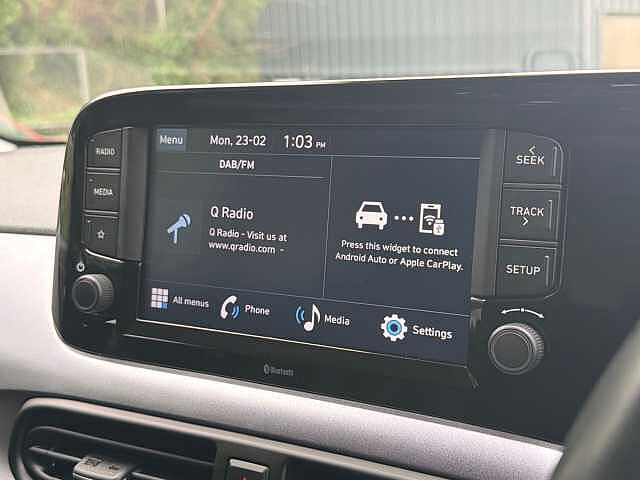 RADIO
MEDIA
Menu
Mon, 23-02
1:03 PM
DAB/FM
Q Radio
Q Radio - Visit us at
www.qradio.com -
Press this widget to connect
Android Auto or Apple CarPlay.
All menus
Phone
Media
Settings
SEEK
TRACK
SETUP
Bluetooth